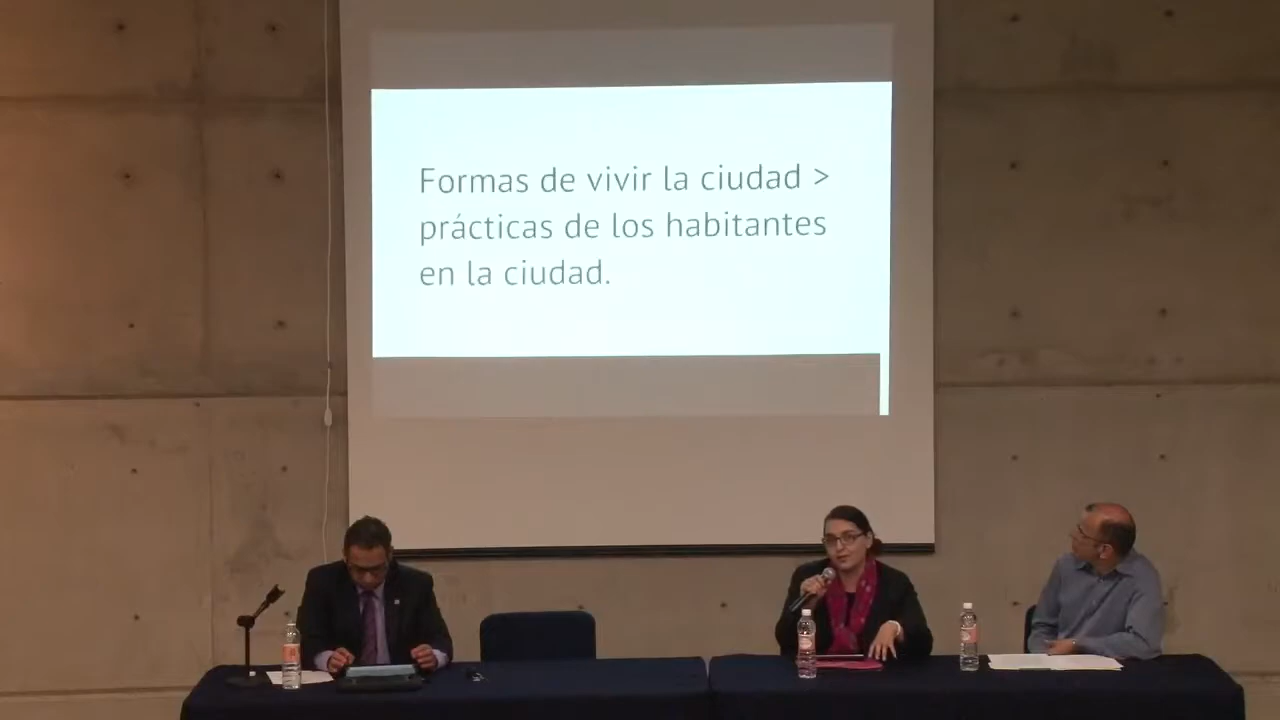 Formas de vivir la ciudad >
prácticas de los habitantes
en la ciudad.